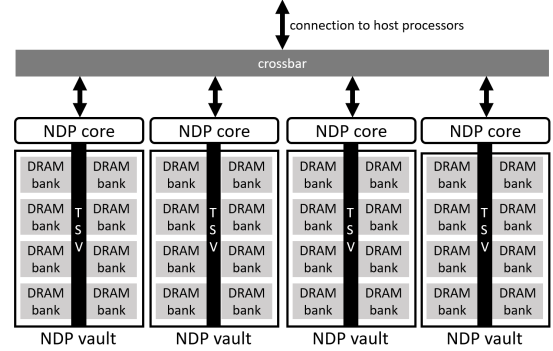 connection to host processors
crossbar
NDP core NDP core NDP core NDP core
DRAM DRAM DRAM DRAM DRAM DRAM DRAM DRAM
bank bank bank bank bank bank bank bank
DRAM DRAM DRAM DRAM DRAM DRAM DRAM DRAM
bank bank bank bank bank bank bank bank
DRAM DRAM DRAM DRAM DRAM DRAM DRAM DRAM
bank bank bank bank bank bank bank bank
DRAM DRAM DRAM DRAM DRAM DRAM DRAM DRAM
bank bank bank bank bank bank bank bank
TSV TSV TSV TSV
NDP vault NDP vault NDP vault NDP vault